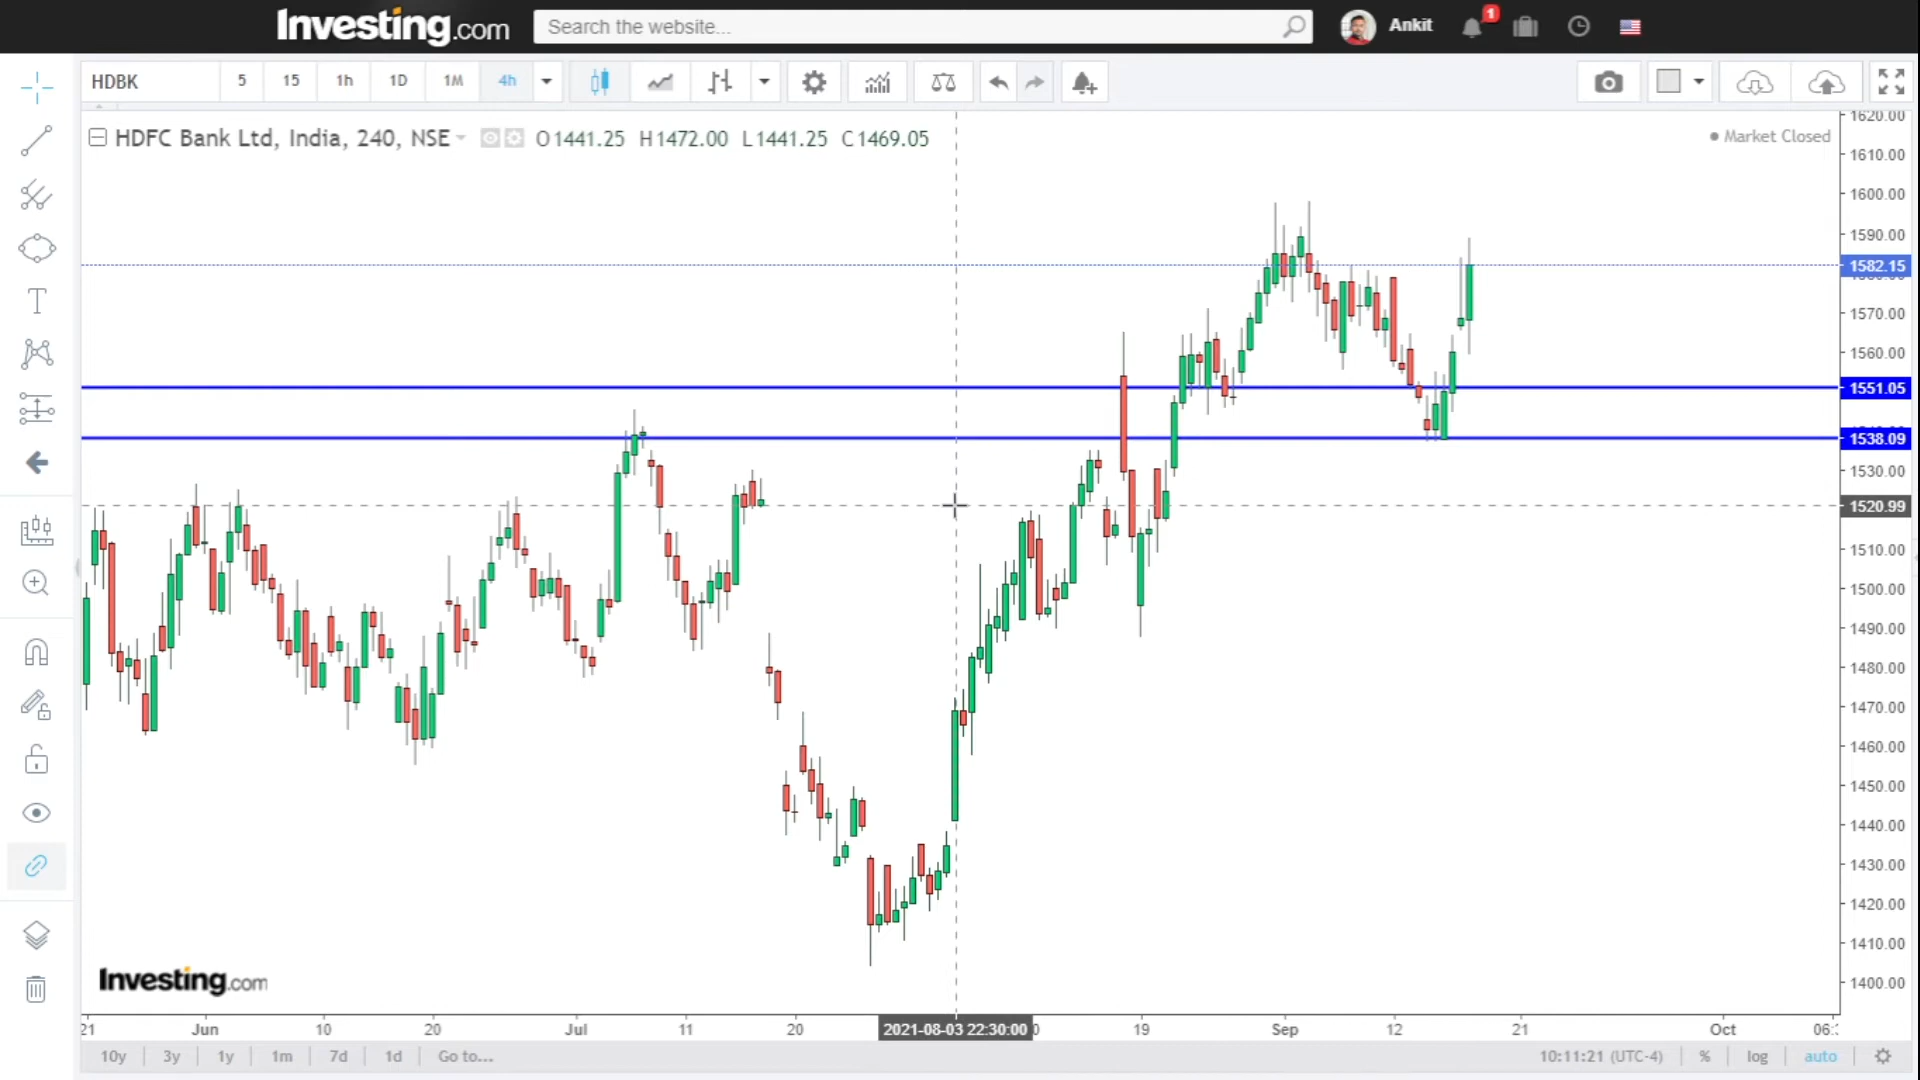 Investing.com
Search the website...
Ankit
1
HDBK 5 15 1h 1D 1M 4h
HDFC Bank Ltd, India, 240, NSE O1441.25 H1472.00 L1441.25 C1469.05
Market Closed
1620.00
1610.00
1600.00
1590.00
1582.15
1570.00
1560.00
1551.05
1538.09
1530.00
1520.99
1510.00
1500.00
1490.00
1480.00
1470.00
1460.00
1450.00
1440.00
1430.00
1420.00
1410.00
1400.00
Investing.com
21 Jun 10 20 Jul 11 20 2021-08-03 22:30:00 19 Sep 12 21 Oct 06:
10y 3y 1y 1m 7d 1d Go to... 10:11:21 (UTC-4) % log auto
T